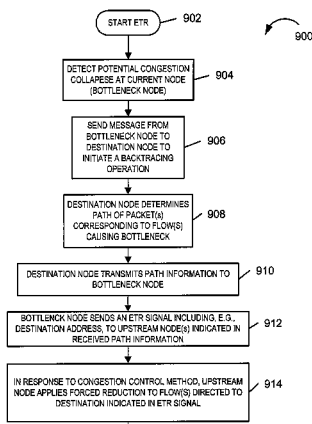 START ETR
902
900
DETECT POTENTIAL CONGESTION
COLLAPESE AT CURRENT NODE
(BOTTLENECK NODE)
904
SEND MESSAGE FROM
BOTTLENECK NODE TO
DESTINATION NODE TO
INITIATE A BACKTRACING
OPERATION
906
DESTINATION NODE DETERMINES
PATH OF PACKET(s)
CORRESPONDING TO FLOW(S)
CAUSING BOTTLENECK
908
DESTINATION NODE TRANSMITS PATH INFORMATION TO
BOTTLENECK NODE
910
BOTTLENCK NODE SENDS AN ETR SIGNAL INCLUDING, E.G.,
DESTINATION ADDRESS, TO UPSTREAM NODE(s) INDICATED IN
RECEIVED PATH INFORMATION
912
IN RESPONSE TO CONGESTION CONTROL METHOD, UPSTREAM
NODE APPLIES FORCED REDUCTION TO FLOW(S) DIRECTED TO
DESTINATION INDICATED IN ETR SIGNAL
914